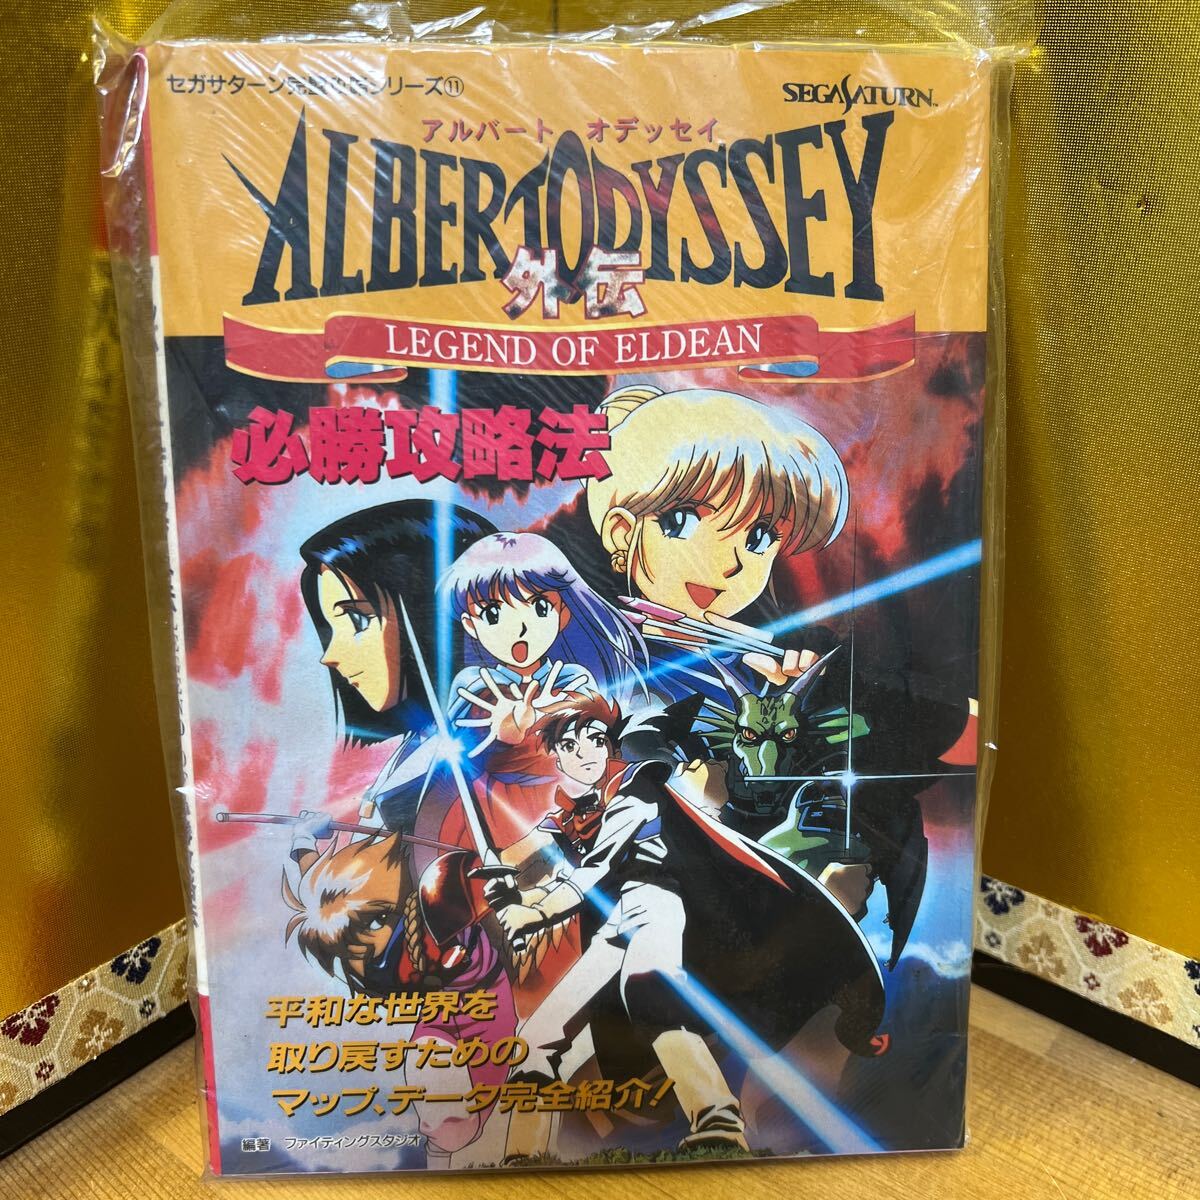 セガサターン完璧攻略シリーズ⑪
SEGA SATURN™
アルバート オデッセイ
ALBERT ODYSSEY
外伝
LEGEND OF ELDEAN
必勝攻略法
平和な世界を
取り戻すための
マップ、データ完全紹介!
編著 ファイティングスタジオ